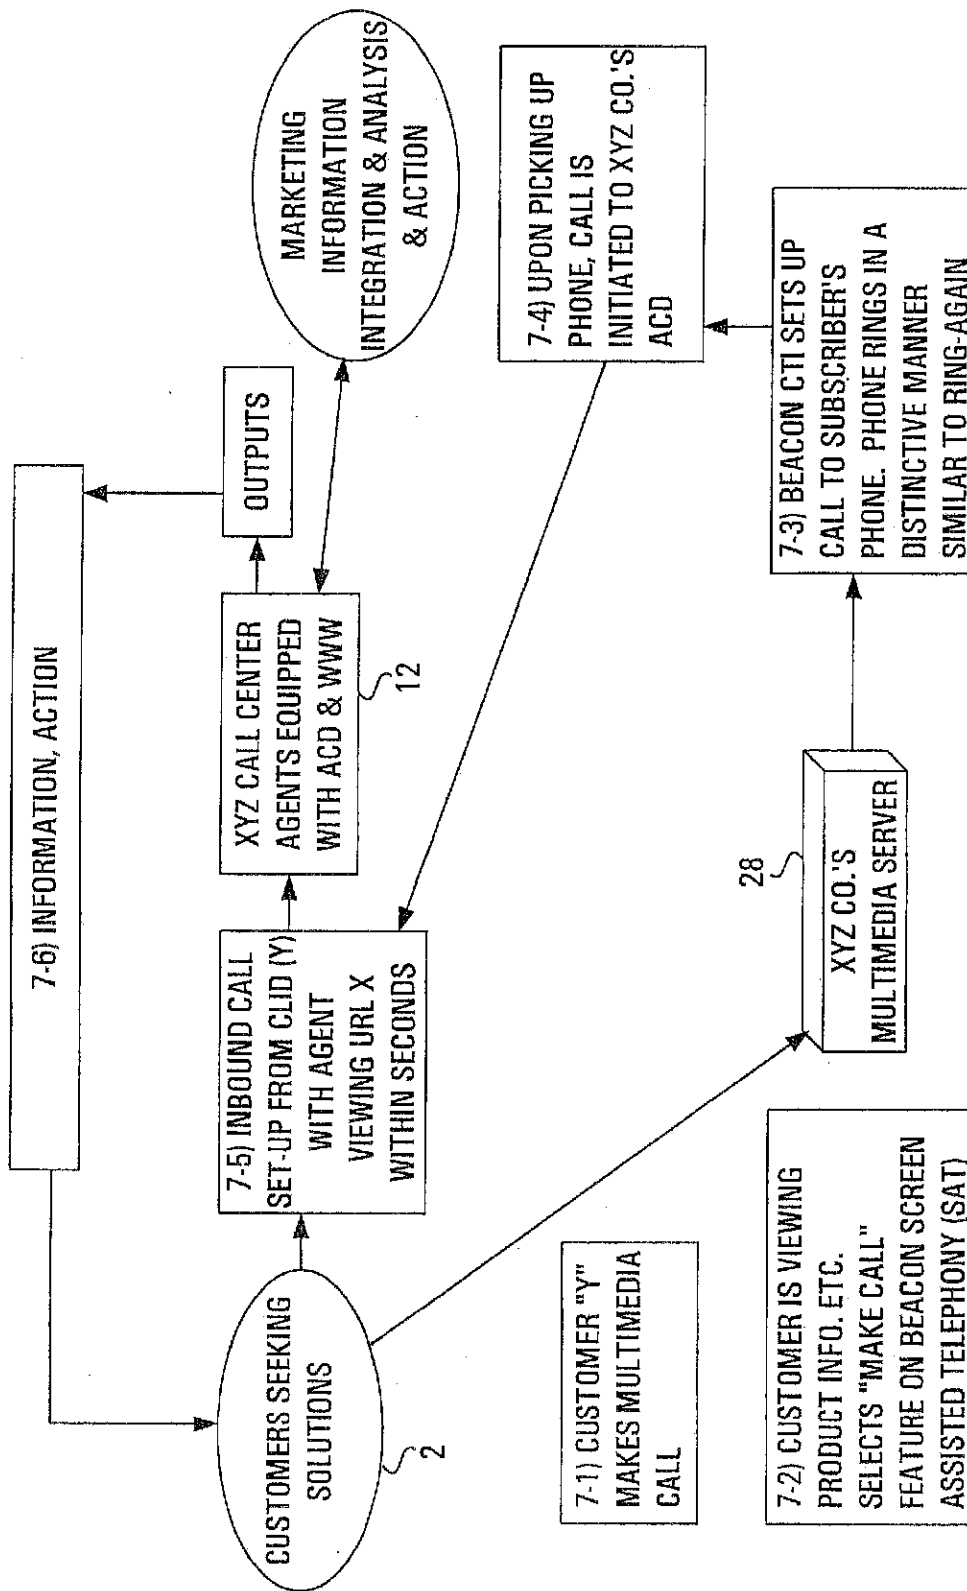 7-6) INFORMATION, ACTION
CUSTOMERS SEEKING
SOLUTIONS
2
7-5) INBOUND CALL
SET-UP FROM CLID (Y)
WITH AGENT
VIEWING URL X
WITHIN SECONDS
XYZ CALL CENTER
AGENTS EQUIPPED
WITH ACD & WWW
12
OUTPUTS
MARKETING
INFORMATION
INTEGRATION & ANALYSIS
& ACTION
7-1) CUSTOMER "Y"
MAKES MULTIMEDIA
CALL
7-2) CUSTOMER IS VIEWING
PRODUCT INFO. ETC.
SELECTS "MAKE CALL"
FEATURE ON BEACON SCREEN
ASSISTED TELEPHONY (SAT)
28
XYZ CO.'S
MULTIMEDIA SERVER
7-3) BEACON CTI SETS UP
CALL TO SUBSCRIBER'S
PHONE. PHONE RINGS IN A
DISTINCTIVE MANNER
SIMILAR TO RING-AGAIN
7-4) UPON PICKING UP
PHONE, CALL IS
INITIATED TO XYZ CO.'S
ACD